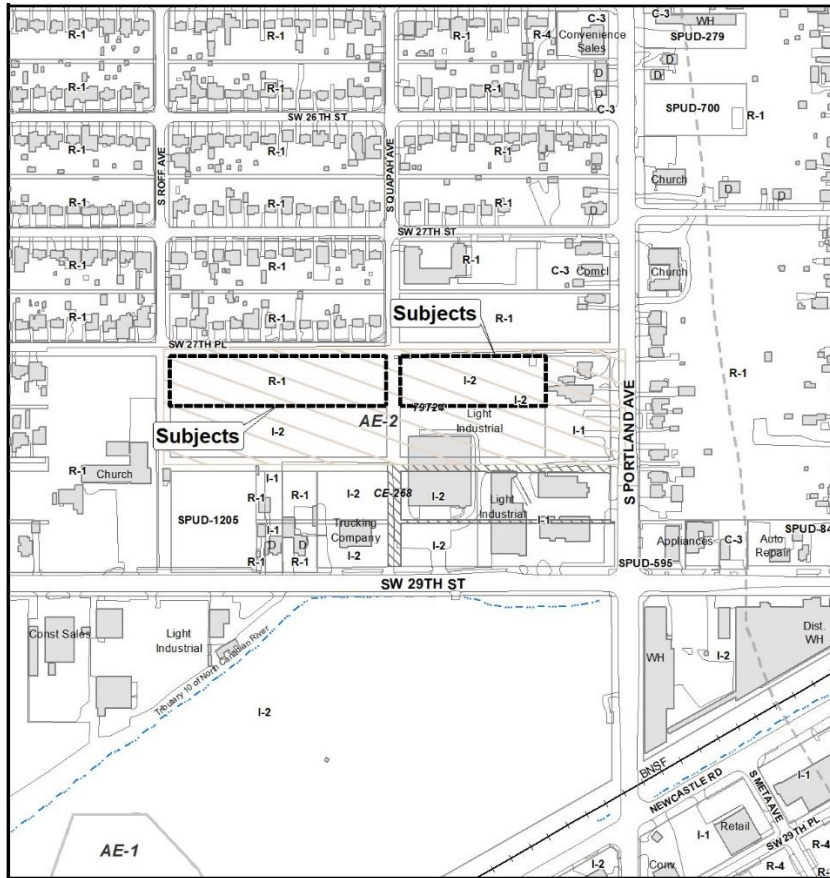 C-3
WH
C-3
SPUD-279
R-1
R-1
R-1
R-4
Convenience
Sales
D
D
SPUD-700
R-1
R-1
R-1
R-1
D
D
C-3
SW 26TH ST
S ROFF AVE
S QUAPAH AVE
R-1
R-1
R-1
Church
D
D
R-1
R-1
R-1
D
SW 27TH ST
R-1
R-1
R-1
C-3
Comcl
Church
R-1
R-1
R-1
Subjects
SW 27TH PL
R-1
I-2
R-1
79724
I-2
AE-2
Light
Industrial
Subjects
I-2
I-1
S PORTLAND AVE
R-1
Church
I-1
R-1
R-1
I-2
CE-268
I-2
Light
Industrial
SPUD-1205
I-1
Trucking
Company
I-1
D
D
I-2
I-2
R-1
R-1
Appliances
C-3
Auto
Repair
SPUD-84
SPUD-595
SW 29TH ST
Const Sales
Light
Industrial
Tributary 10 of North Canadian River
I-2
WH
I-2
Dist.
WH
BNSF
NEWCASTLE RD
S META AVE
I-1
SW 29TH PL
AE-1
I-1
Retail
R-4
I-2
Conv
R-4
R-4